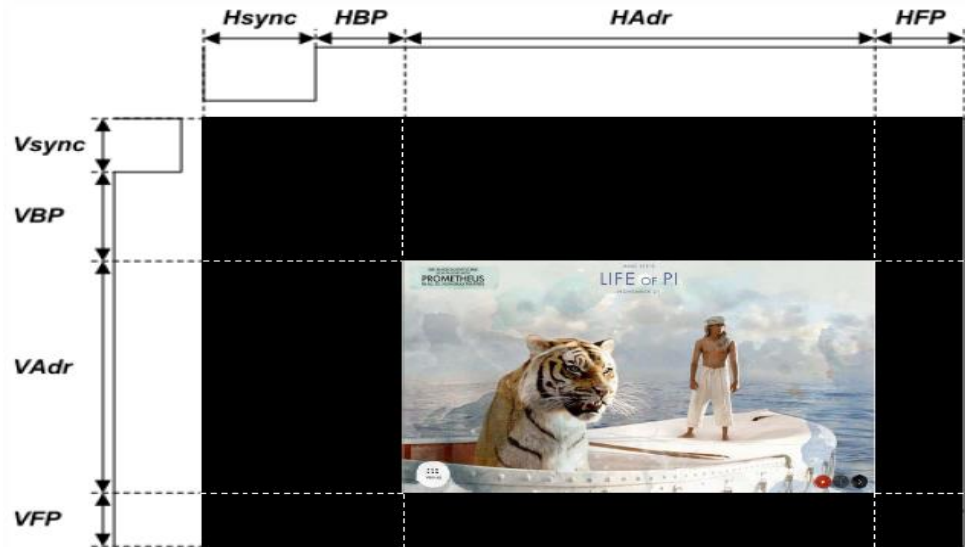 Hsync HBP HAdr HFP
Vsync
VBP
VAdr
VFP
PROMETHEUS
LIFE OF PI